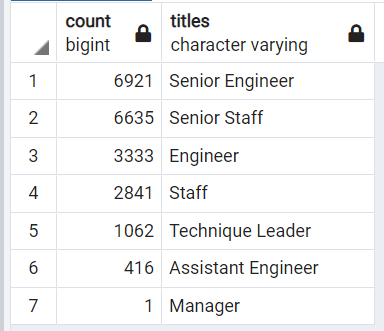 count titles
bigint character varying
1 6921 Senior Engineer
2 6635 Senior Staff
3 3333 Engineer
4 2841 Staff
5 1062 Technique Leader
6 416 Assistant Engineer
7 1 Manager